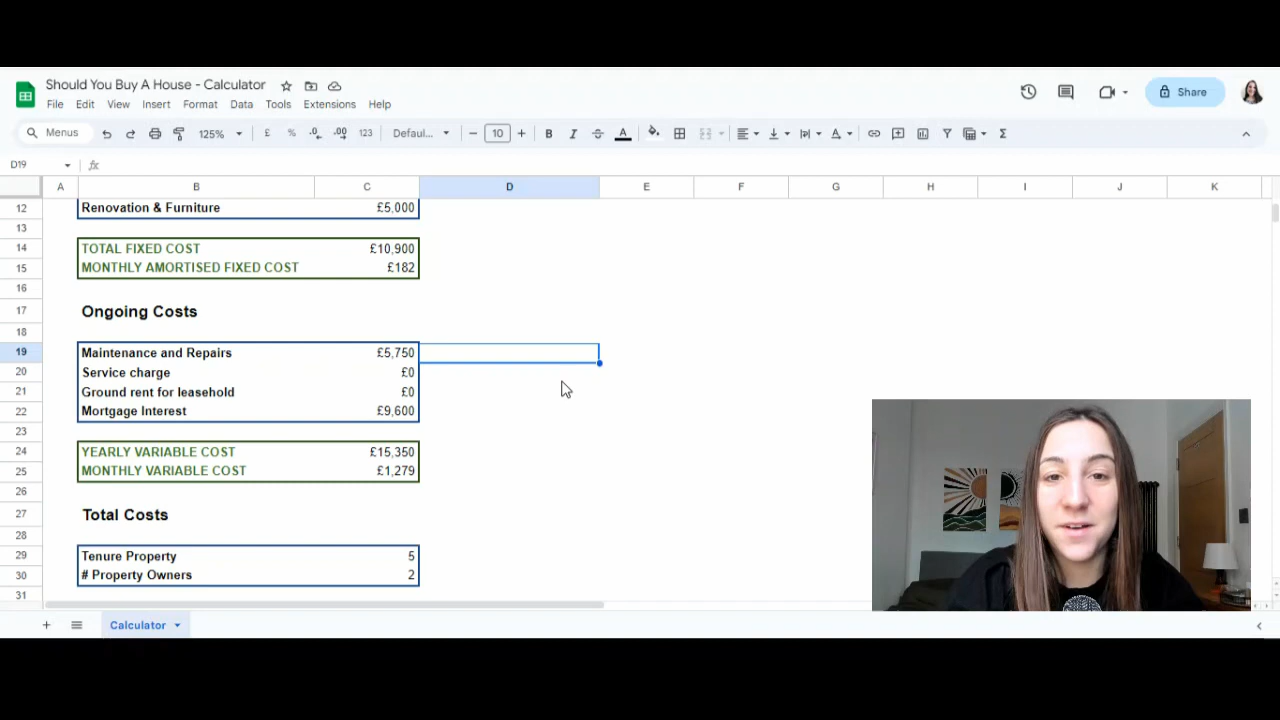 Should You Buy A House - Calculator
Share
File Edit View Insert Format Data Tools Extensions Help
Menus 125% £ % .0 .00 123 Defaul... 10 B I A Σ
D19 fx
A B C D E F G H I J K
12 Renovation & Furniture £5,000
13
14 TOTAL FIXED COST £10,900
15 MONTHLY AMORTISED FIXED COST £182
16
17 Ongoing Costs
18
19 Maintenance and Repairs £5,750
20 Service charge £0
21 Ground rent for leasehold £0
22 Mortgage Interest £9,600
23
24 YEARLY VARIABLE COST £15,350
25 MONTHLY VARIABLE COST £1,279
26
27 Total Costs
28
29 Tenure Property 5
30 # Property Owners 2
31
Calculator